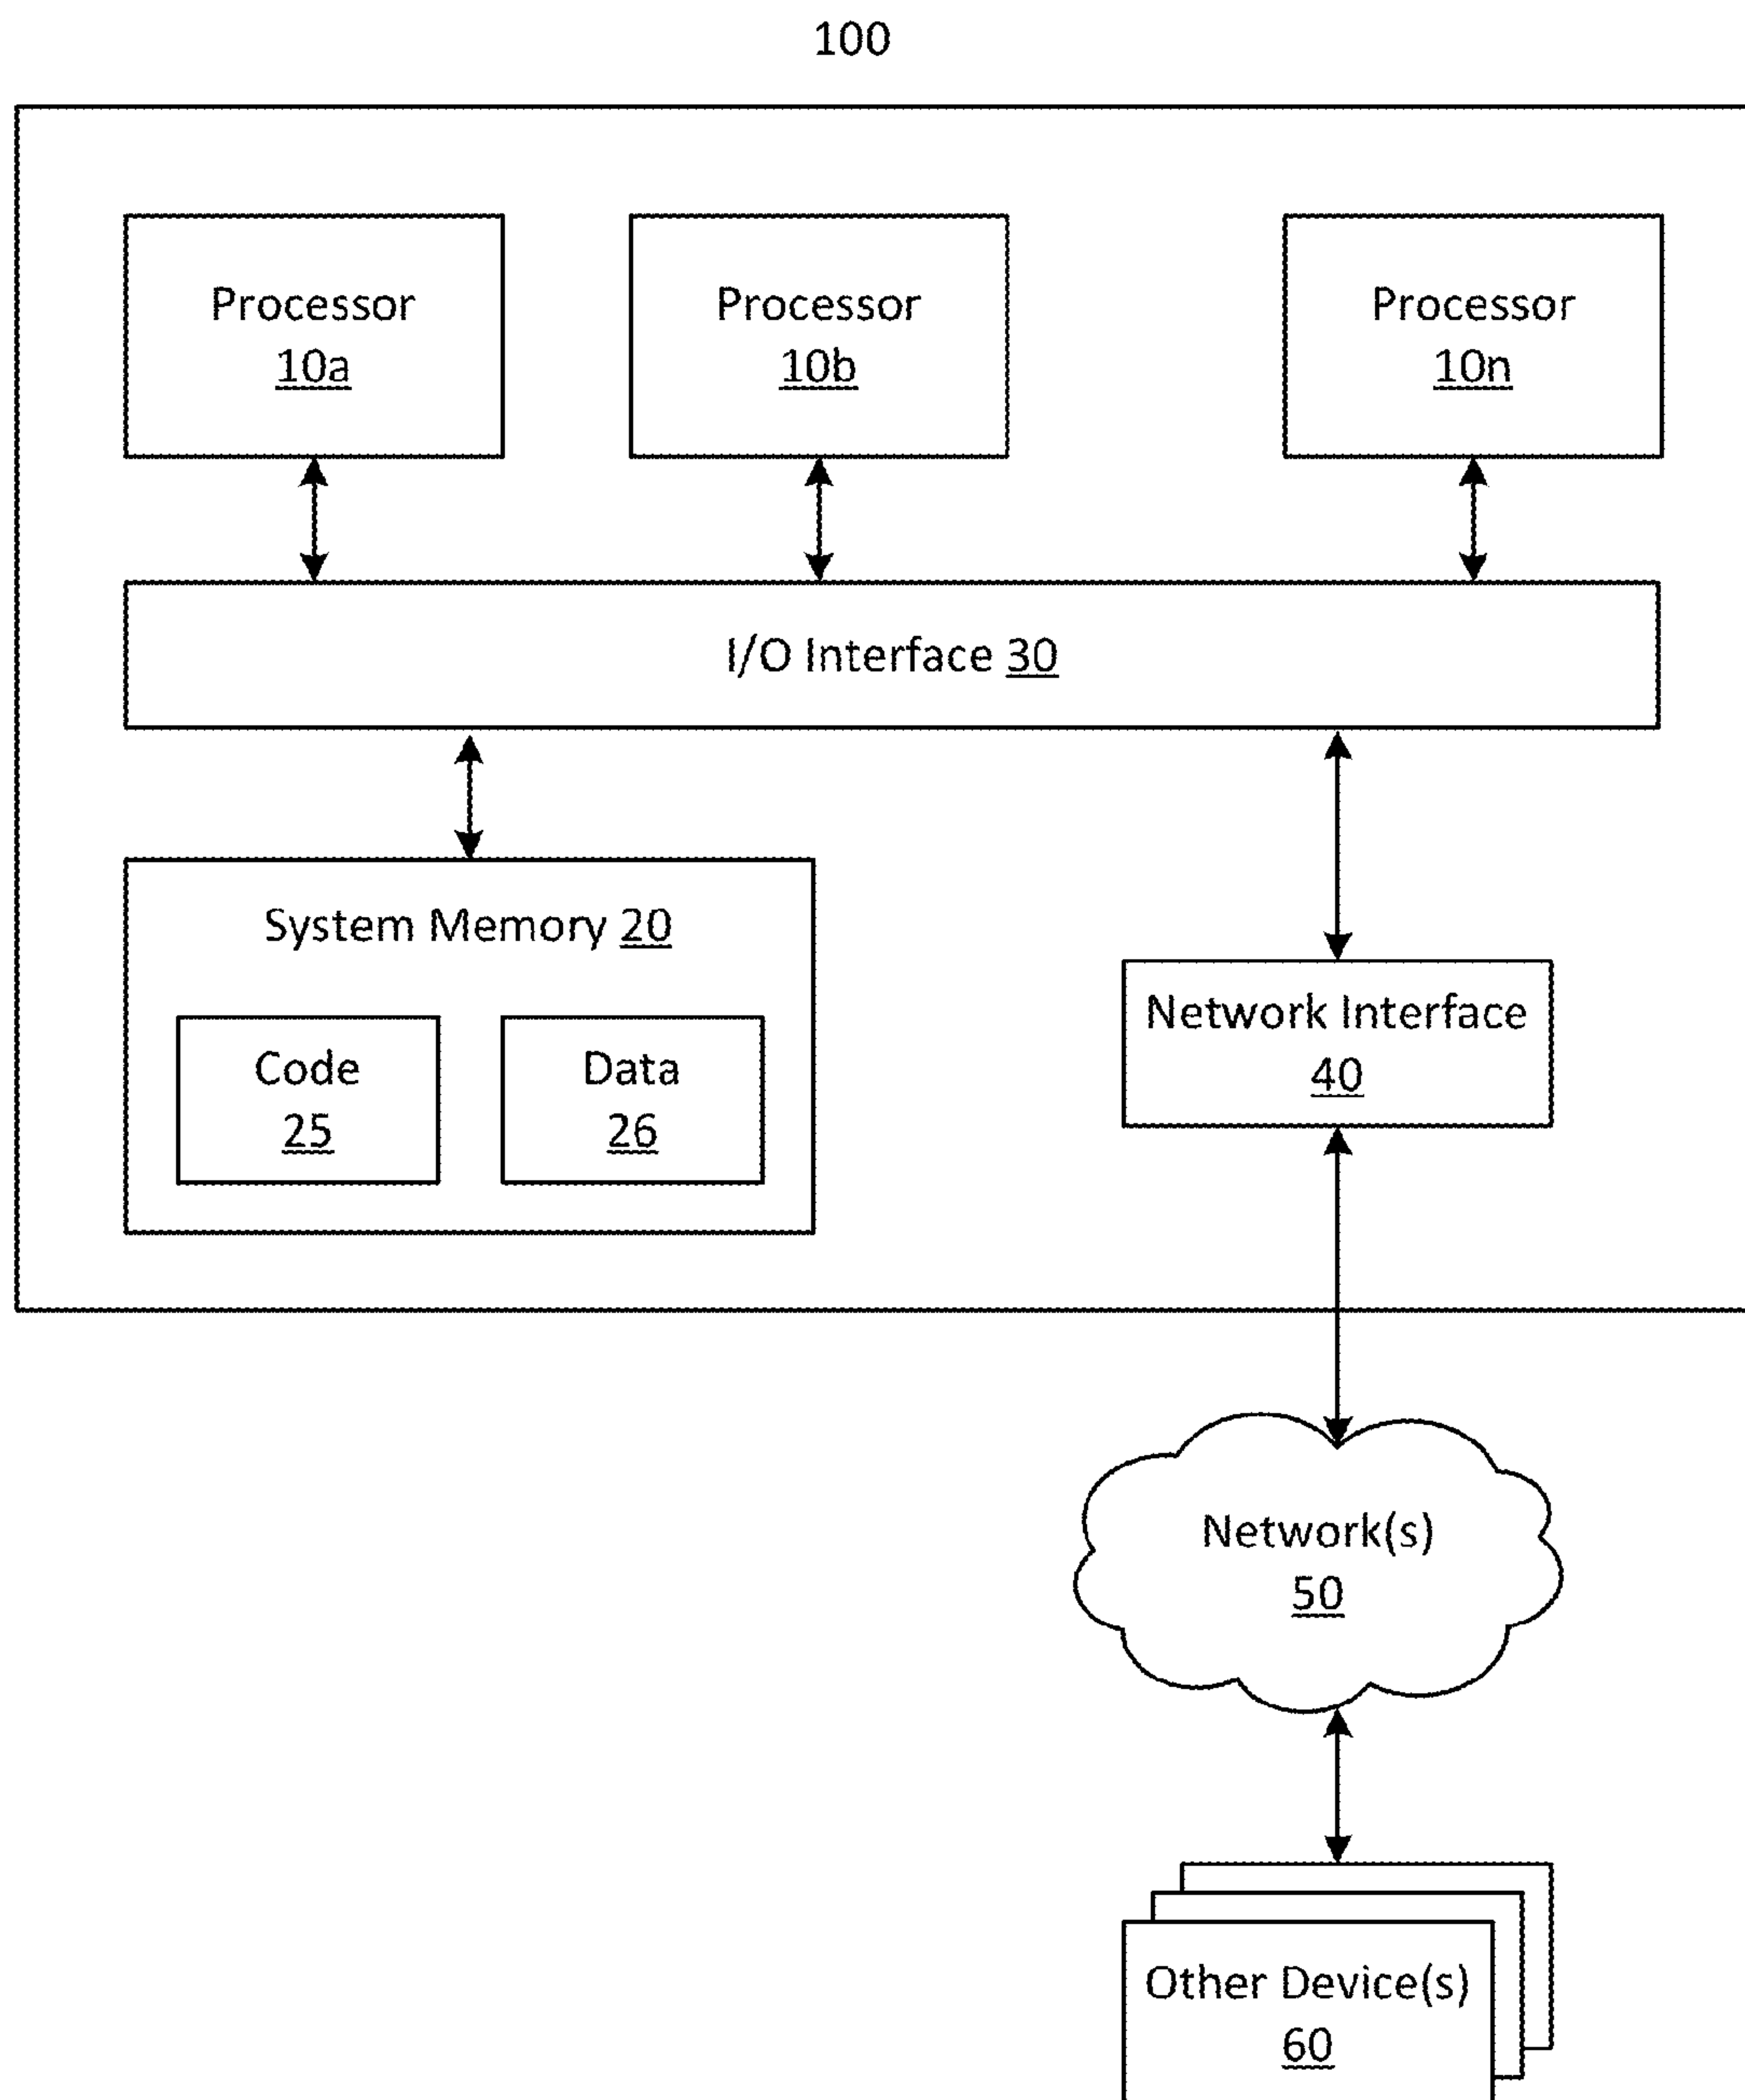 100
Processor
10a
Processor
10b
Processor
10n
I/O Interface 30
System Memory 20
Code
25
Data
26
Network Interface
40
Network(s)
50
Other Device(s)
60